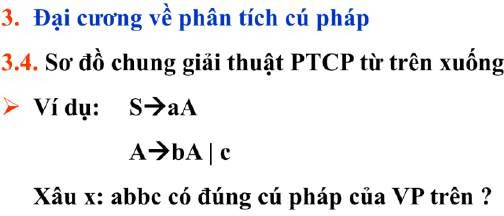 3. Đại cương về phân tích cú pháp
3.4. Sơ đồ chung giải thuật PTCP từ trên xuống
➢ Ví dụ: S→aA
A→bA | c
Xâu x: abbc có đúng cú pháp của VP trên ?